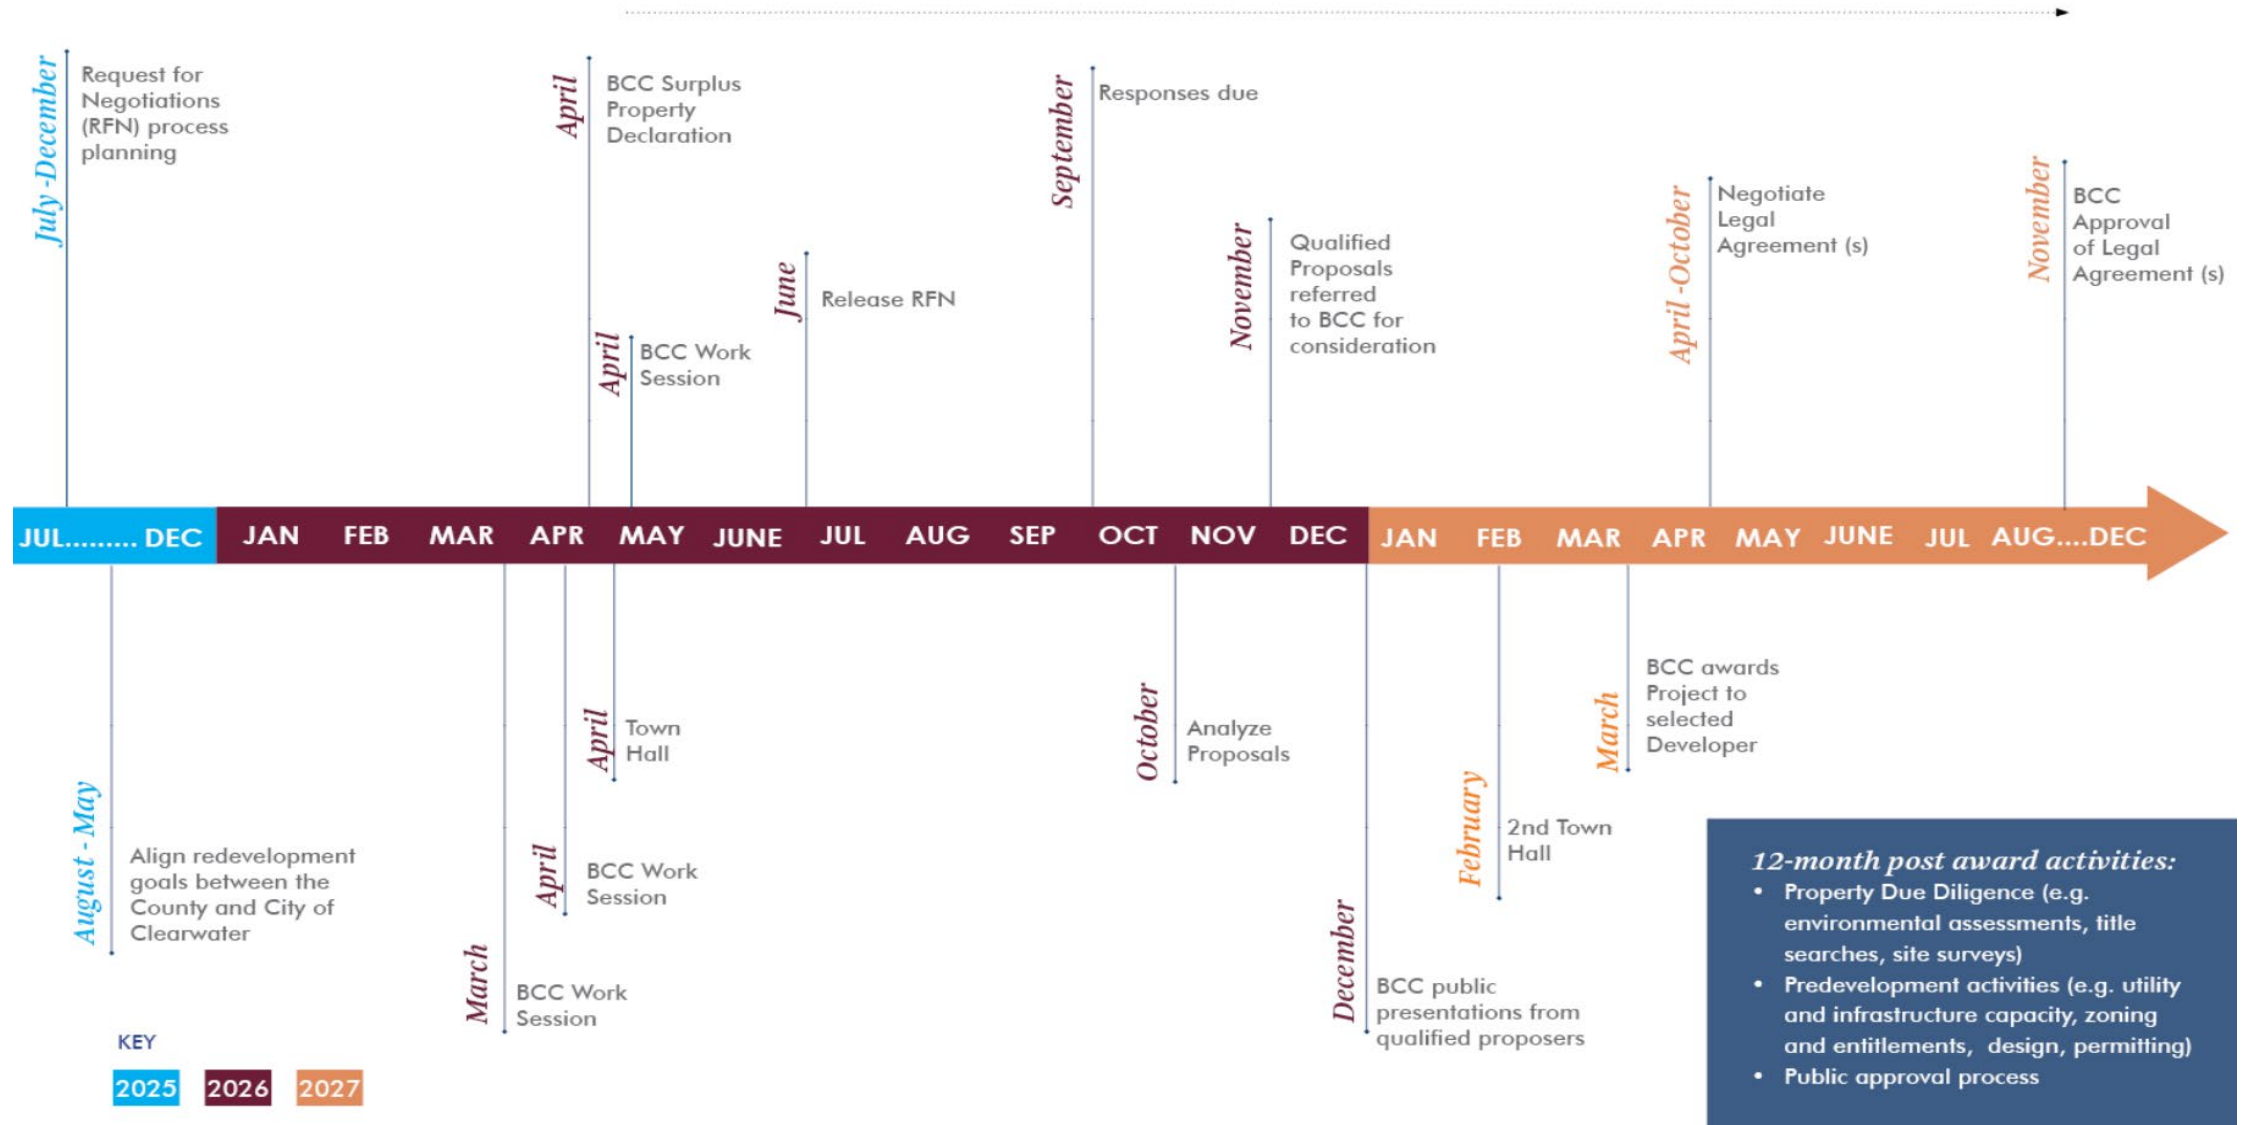 July -December
Request for
Negotiations
(RFN) process
planning
April
BCC Surplus
Property
Declaration
April
BCC Work
Session
June
Release RFN
September
Responses due
November
Qualified
Proposals
referred
to BCC for
consideration
April -October
Negotiate
Legal
Agreement (s)
November
BCC
Approval
of Legal
Agreement (s)
JUL......... DEC JAN FEB MAR APR MAY JUNE JUL AUG SEP OCT NOV DEC JAN FEB MAR APR MAY JUNE JUL AUG....DEC
August - May
Align redevelopment
goals between the
County and City of
Clearwater
March
BCC Work
Session
April
BCC Work
Session
April
Town
Hall
October
Analyze
Proposals
December
BCC public
presentations from
qualified proposers
February
2nd Town
Hall
March
BCC awards
Project to
selected
Developer
KEY
2025 2026 2027
12-month post award activities:
• Property Due Diligence (e.g.
environmental assessments, title
searches, site surveys)
• Predevelopment activities (e.g. utility
and infrastructure capacity, zoning
and entitlements, design, permitting)
• Public approval process